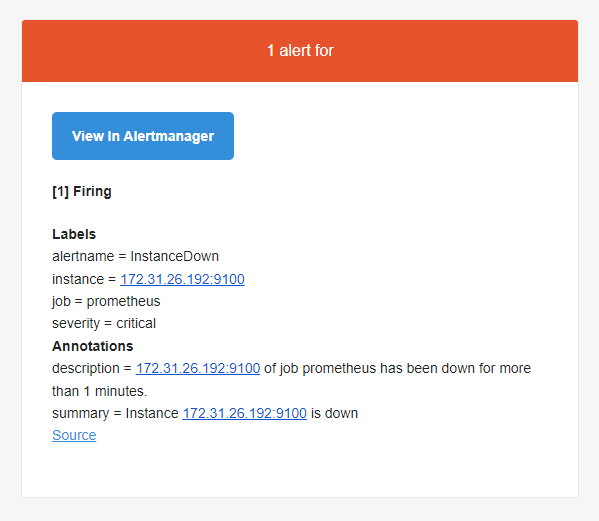 1 alert for
View In Alertmanager
[1] Firing
Labels
alertname = InstanceDown
instance = 172.31.26.192:9100
job = prometheus
severity = critical
Annotations
description = 172.31.26.192:9100 of job prometheus has been down for more
than 1 minutes.
summary = Instance 172.31.26.192:9100 is down
Source